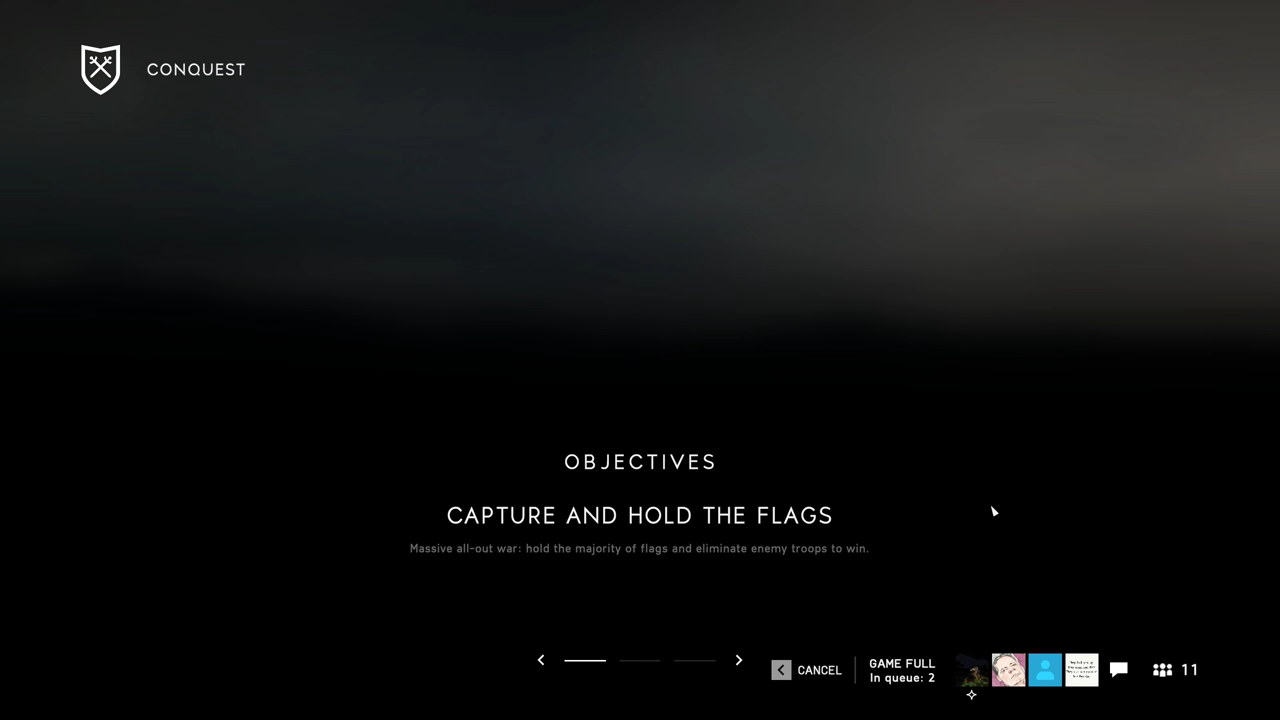 CONQUEST
OBJECTIVES
CAPTURE AND HOLD THE FLAGS
Massive all-out war: hold the majority of flags and eliminate enemy troops to win.
CANCEL
GAME FULL
In queue: 2
11